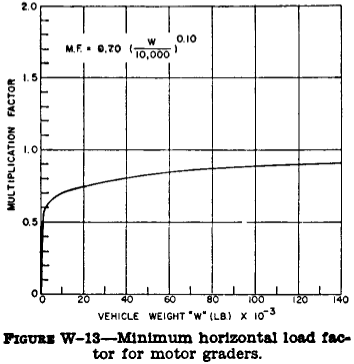 2.0
M.F. = 0.70 (W/10,000)^0.10
1.5
MULTIPLICATION FACTOR
1.0
0.5
0
0 20 40 60 80 100 120 140
VEHICLE WEIGHT "W" (LB.) X 10^-3
FIGURE W-13—Minimum horizontal load fac-
tor for motor graders.